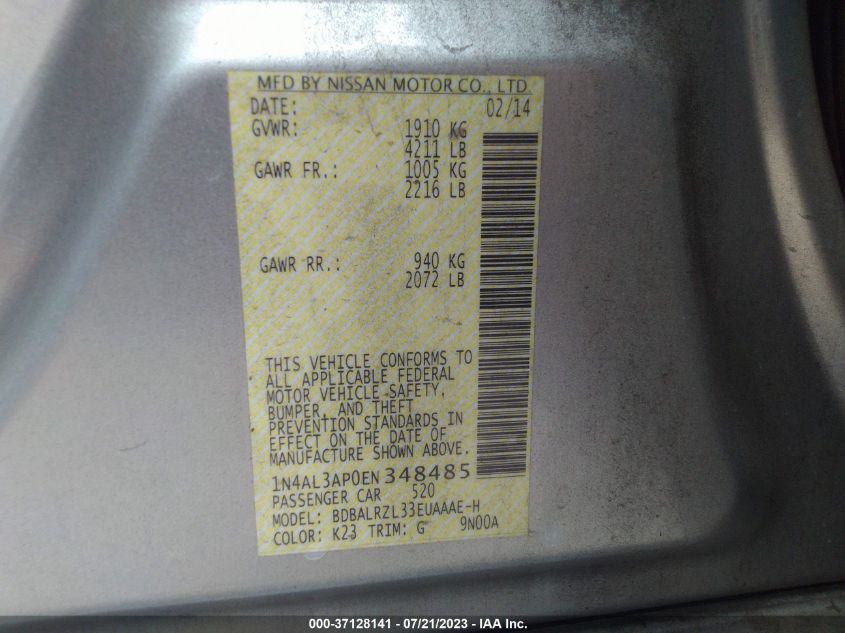 MFD BY NISSAN MOTOR CO., LTD.
DATE: 02/14
GVWR: 1910 KG
4211 LB
GAWR FR.: 1005 KG
2216 LB
GAWR RR.: 940 KG
2072 LB
THIS VEHICLE CONFORMS TO
ALL APPLICABLE FEDERAL
MOTOR VEHICLE SAFETY,
BUMPER, AND THEFT
PREVENTION STANDARDS IN
EFFECT ON THE DATE OF
MANUFACTURE SHOWN ABOVE.
1N4AL3AP0EN348485
PASSENGER CAR 520
MODEL: BDBALRZL33EUAAAE-H
COLOR: K23 TRIM: G 9N00A
000-37128141 - 07/21/2023 - IAA Inc.